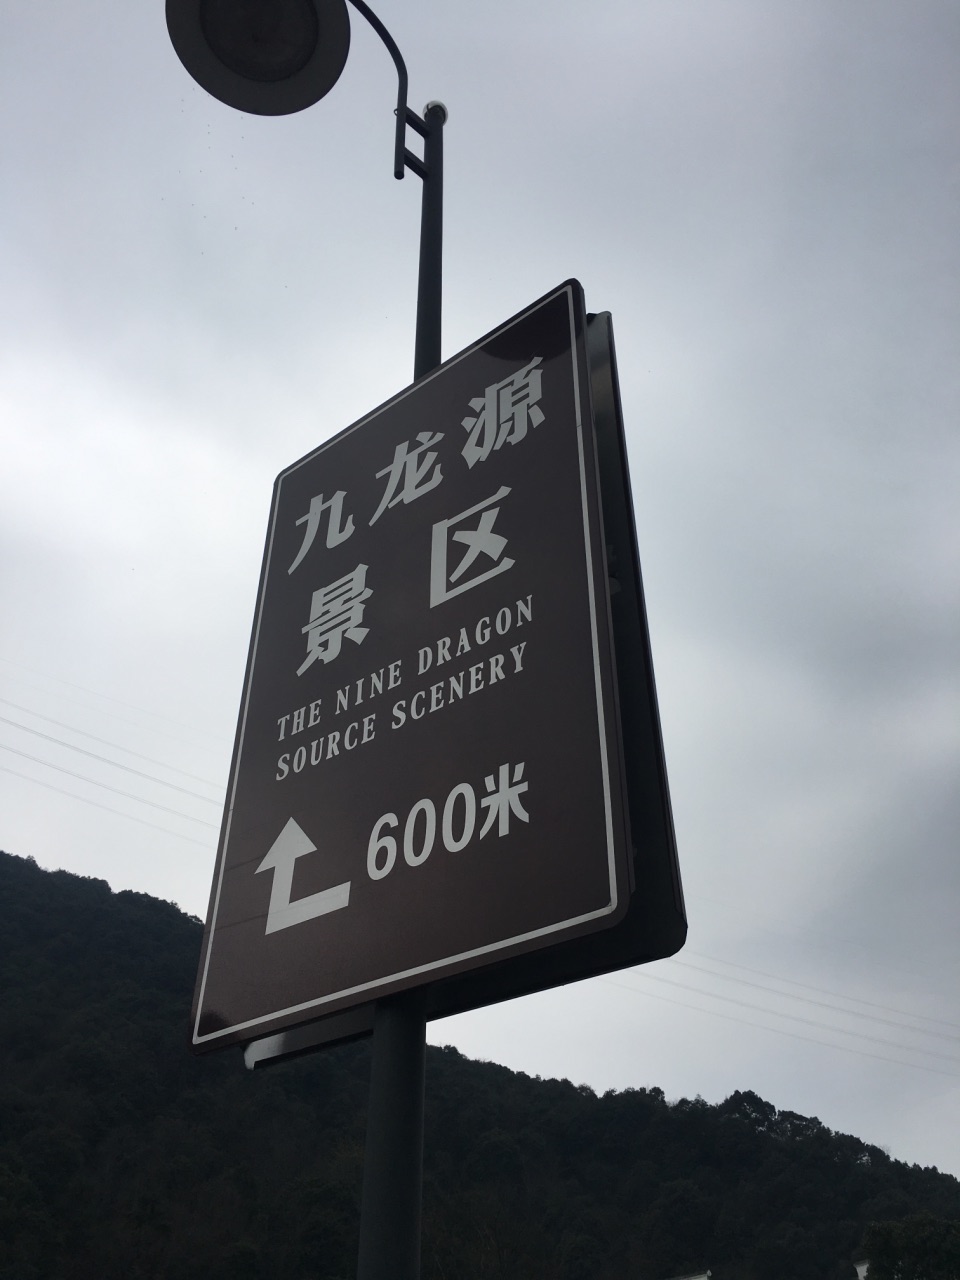 九龙源
景区
THE NINE DRAGON
SOURCE SCENERY
600米